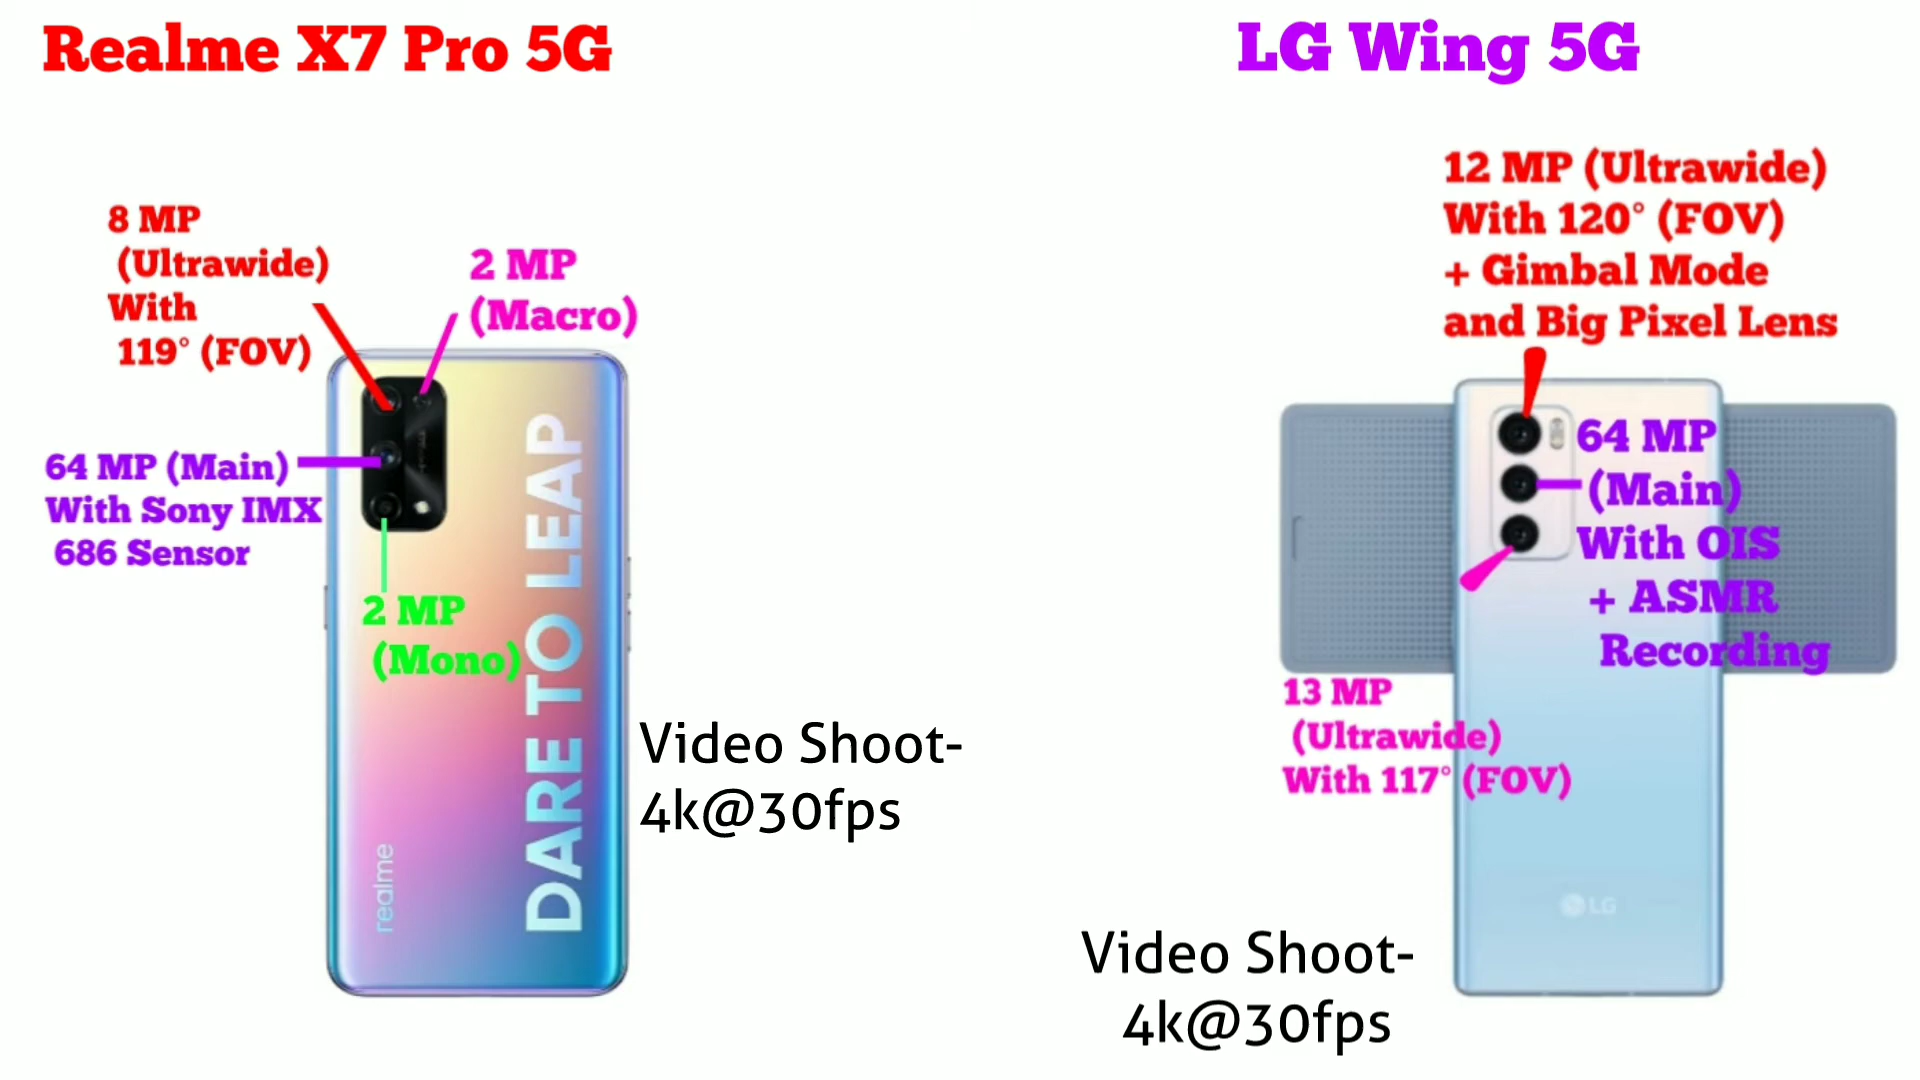 Realme X7 Pro 5G
8 MP
(Ultrawide)
With
119° (FOV)
2 MP
(Macro)
64 MP (Main)
With Sony IMX
686 Sensor
2 MP
(Mono)
DARE TO LEAP
realme
Video Shoot-
4k@30fps
LG Wing 5G
12 MP (Ultrawide)
With 120° (FOV)
+ Gimbal Mode
and Big Pixel Lens
64 MP
(Main)
With OIS
+ ASMR
Recording
13 MP
(Ultrawide)
With 117° (FOV)
LG
Video Shoot-
4k@30fps